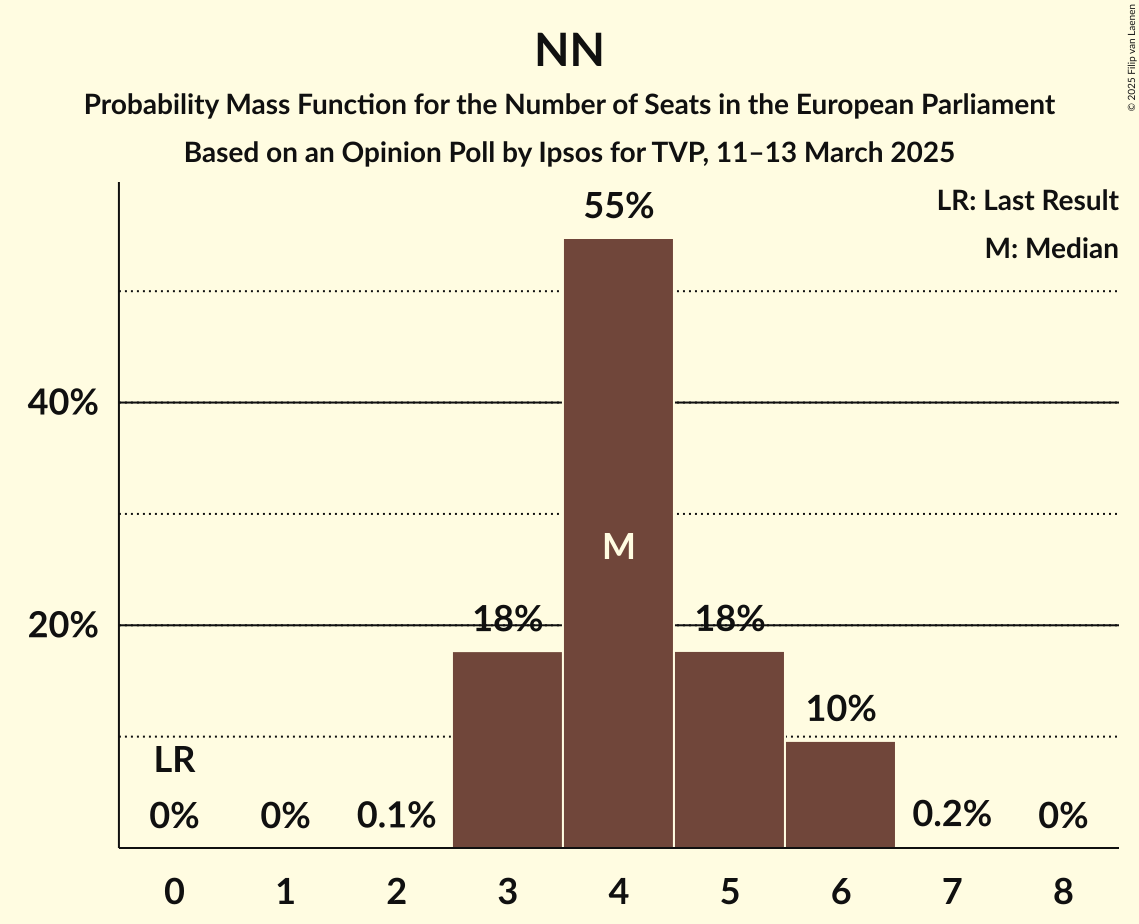 NN
Probability Mass Function for the Number of Seats in the European Parliament
Based on an Opinion Poll by Ipsos for TVP, 11–13 March 2025
© 2025 Filip van Laenen
LR: Last Result
M: Median
55%
40%
M
20%
18%
18%
10%
LR
0%
0%
0.1%
0.2%
0%
0 1 2 3 4 5 6 7 8